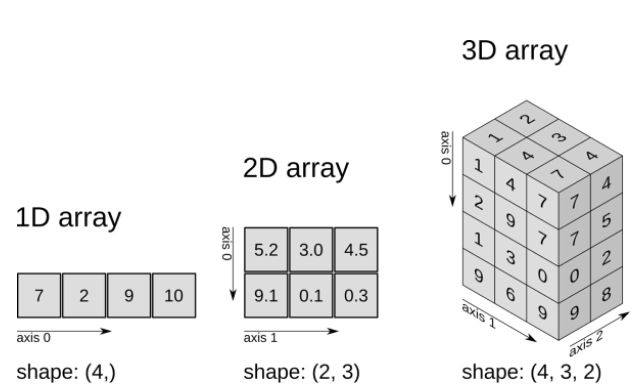 3D array
2
1 3
axis 0
4 4
1 7
4 7 7 4
2 9 7 7 5
1 3 0 0 2
9 6 9 9 8
axis 1
axis 2
shape: (4, 3, 2)
2D array
axis 0
5.2 3.0 4.5
9.1 0.1 0.3
axis 1
shape: (2, 3)
1D array
7 2 9 10
axis 0
shape: (4,)